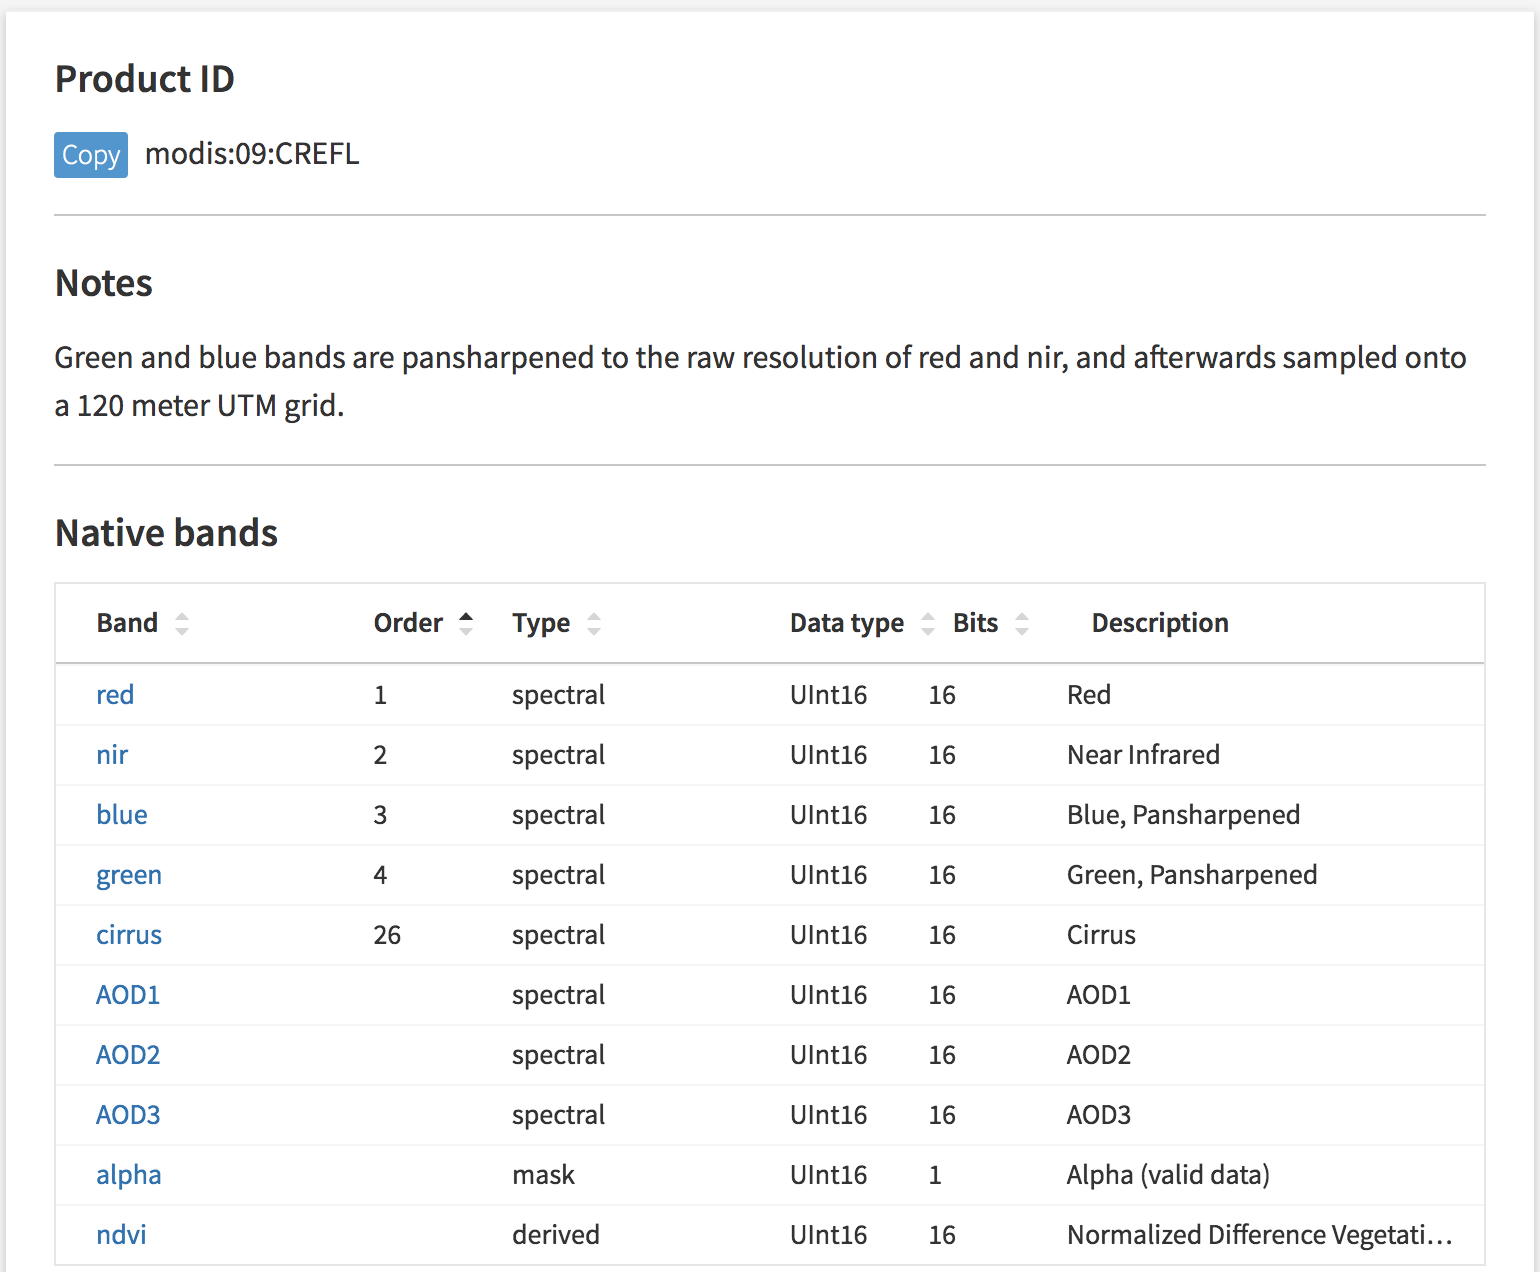 Product ID
Copy modis:09:CREFL
Notes
Green and blue bands are pansharpened to the raw resolution of red and nir, and afterwards sampled onto
a 120 meter UTM grid.
Native bands
Band Order Type Data type Bits Description
red 1 spectral UInt16 16 Red
nir 2 spectral UInt16 16 Near Infrared
blue 3 spectral UInt16 16 Blue, Pansharpened
green 4 spectral UInt16 16 Green, Pansharpened
cirrus 26 spectral UInt16 16 Cirrus
AOD1 spectral UInt16 16 AOD1
AOD2 spectral UInt16 16 AOD2
AOD3 spectral UInt16 16 AOD3
alpha mask UInt16 1 Alpha (valid data)
ndvi derived UInt16 16 Normalized Difference Vegetati...